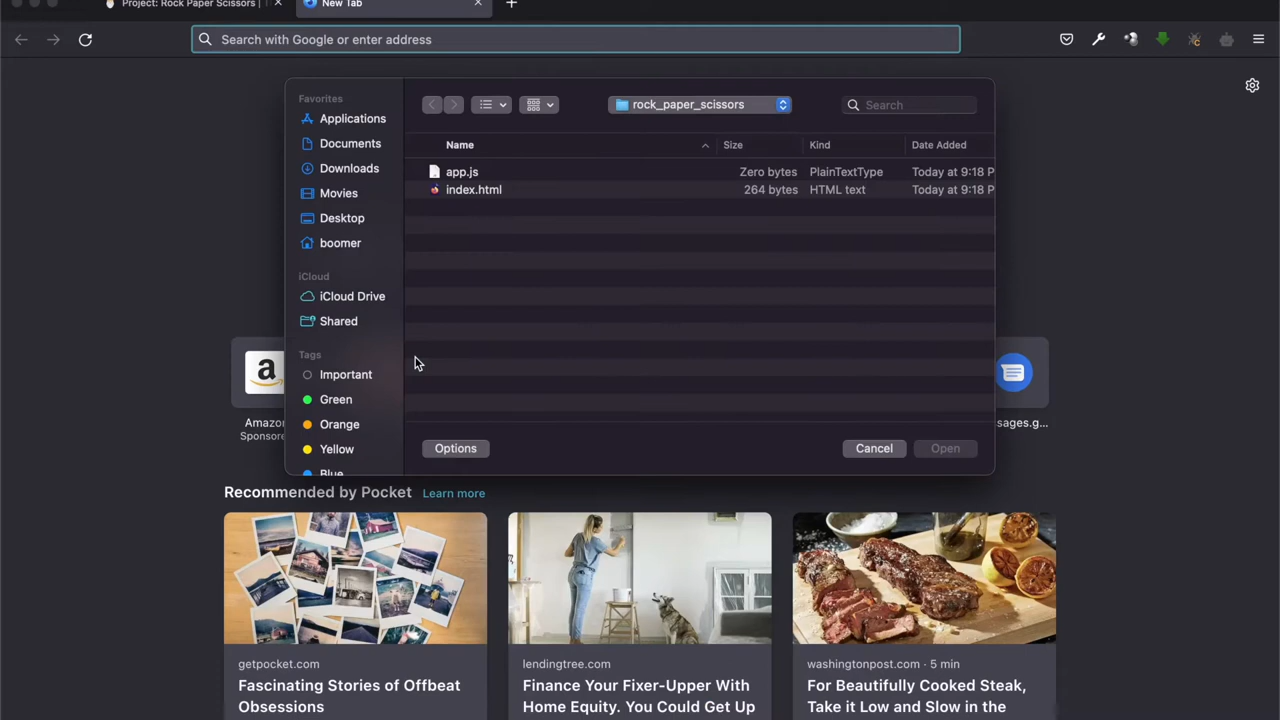 Project: Rock Paper Scissors |
New Tab
Search with Google or enter address
Favorites
Applications
Documents
Downloads
Movies
Desktop
boomer
iCloud
iCloud Drive
Shared
Tags
Important
Green
Orange
Yellow
Blue
rock_paper_scissors
Search
Name Size Kind Date Added
app.js Zero bytes PlainTextType Today at 9:18 P
index.html 264 bytes HTML text Today at 9:18 P
Options
Cancel
Open
a
Amazo
Sponsore
sages.g...
Recommended by Pocket Learn more
getpocket.com
Fascinating Stories of Offbeat
Obsessions
lendingtree.com
Finance Your Fixer-Upper With
Home Equity. You Could Get Up
washingtonpost.com · 5 min
For Beautifully Cooked Steak,
Take it Low and Slow in the